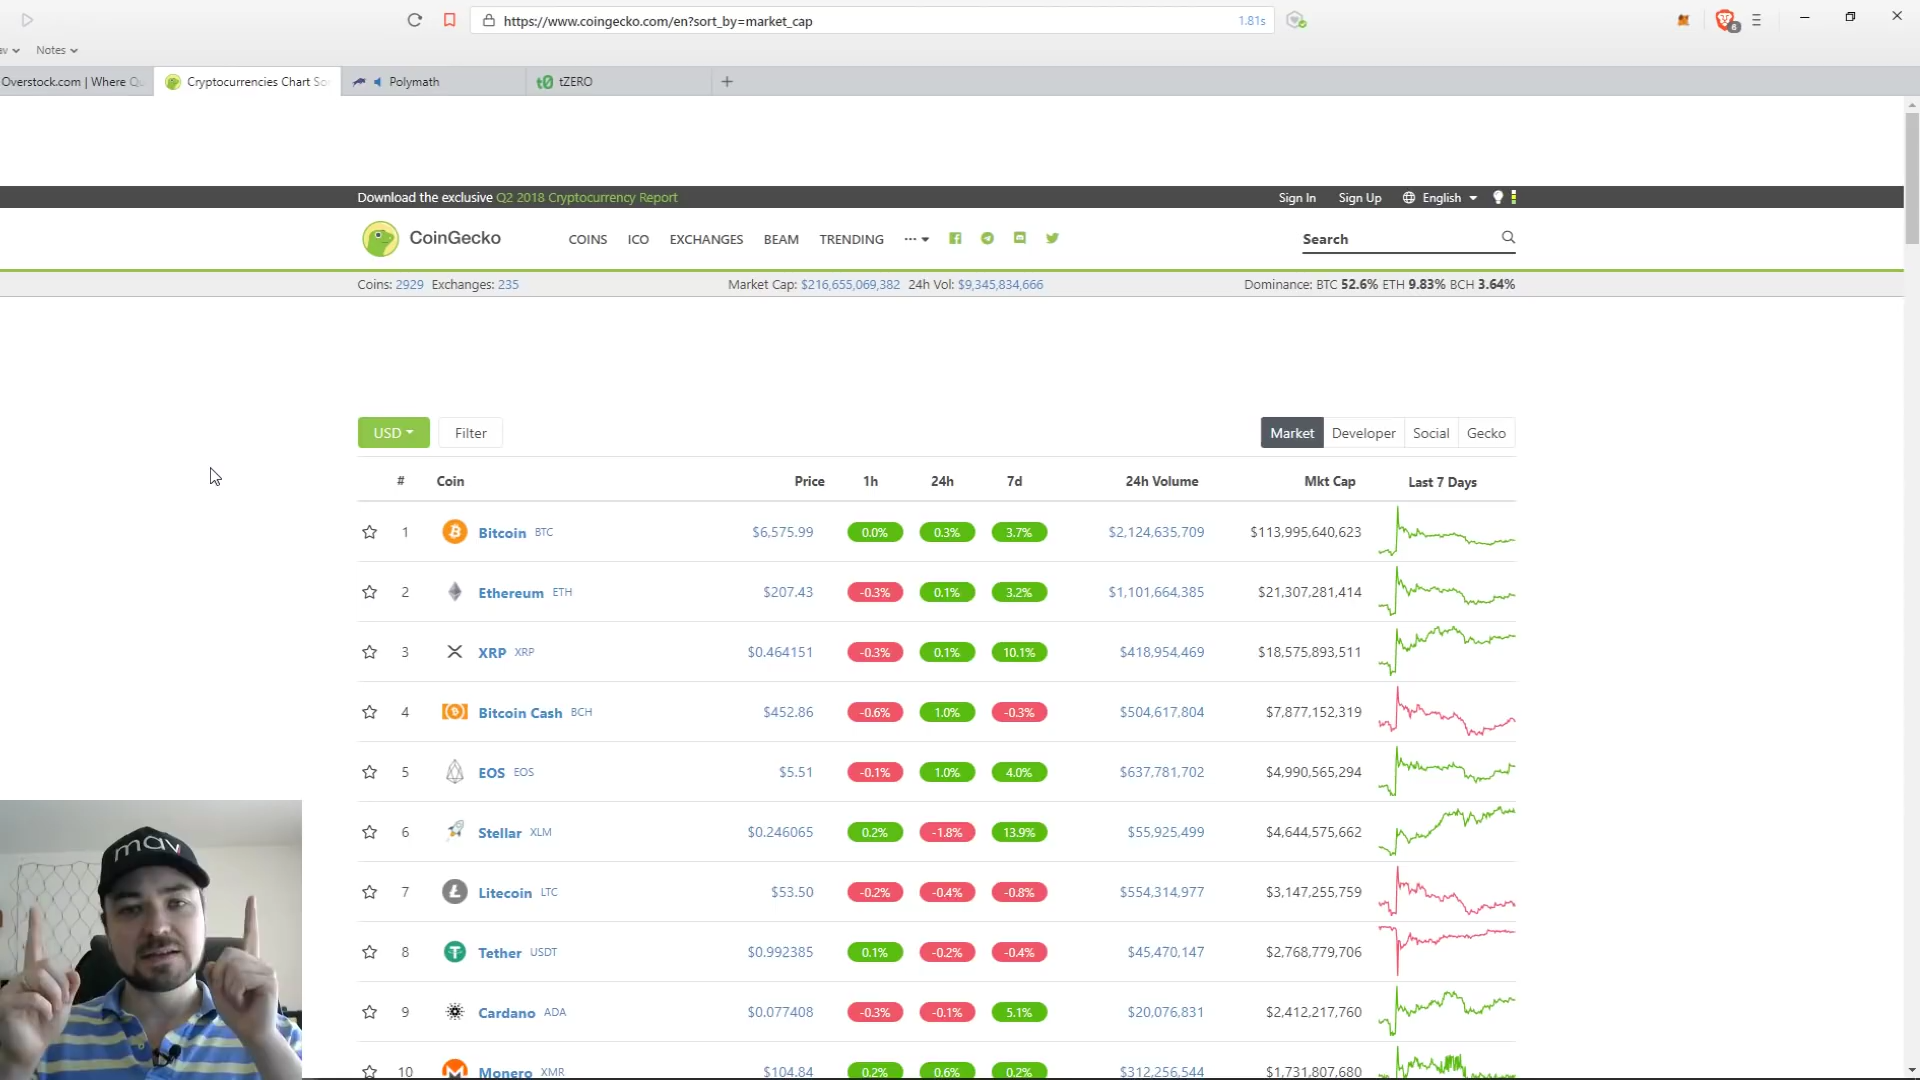 https://www.coingecko.com/en?sort_by=market_cap 1.81s 6
av Notes
Overstock.com | Where Qu Cryptocurrencies Chart Sor Polymath t0 tZERO
Download the exclusive Q2 2018 Cryptocurrency Report Sign In Sign Up English
CoinGecko COINS ICO EXCHANGES BEAM TRENDING ··· Search
Coins: 2929 Exchanges: 235 Market Cap: $216,655,069,382 24h Vol: $9,345,834,666 Dominance: BTC 52.6% ETH 9.83% BCH 3.64%
USD Filter Market Developer Social Gecko
# Coin Price 1h 24h 7d 24h Volume Mkt Cap Last 7 Days
1 Bitcoin BTC $6,575.99 0.0% 0.3% 3.7% $2,124,635,709 $113,995,640,623
2 Ethereum ETH $207.43 -0.3% 0.1% 3.2% $1,101,664,385 $21,307,281,414
3 XRP XRP $0.464151 -0.3% 0.1% 10.1% $418,954,469 $18,575,893,511
4 Bitcoin Cash BCH $452.86 -0.6% 1.0% -0.3% $504,617,804 $7,877,152,319
5 EOS EOS $5.51 -0.1% 1.0% 4.0% $637,781,702 $4,990,565,294
6 Stellar XLM $0.246065 0.2% -1.8% 13.9% $55,925,499 $4,644,575,662
7 Litecoin LTC $53.50 -0.2% -0.4% -0.8% $554,314,977 $3,147,255,759
8 Tether USDT $0.992385 0.1% -0.2% -0.4% $45,470,147 $2,768,779,706
9 Cardano ADA $0.077408 -0.3% -0.1% 5.1% $20,076,831 $2,412,217,760
10 Monero XMR $104.84 0.2% 0.6% 0.2% $312,256,544 $1,731,807,680
mav